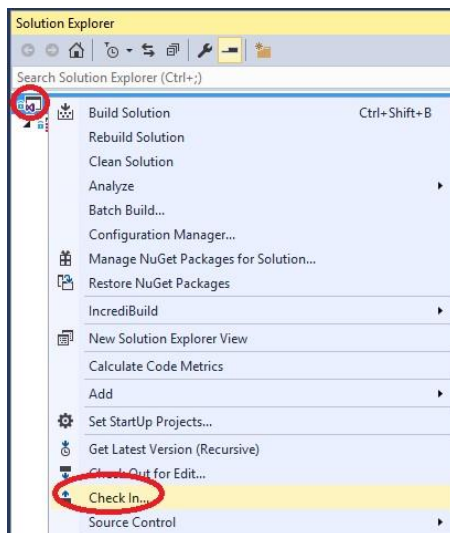 Solution Explorer
Search Solution Explorer (Ctrl+;)
Build Solution Ctrl+Shift+B
Rebuild Solution
Clean Solution
Analyze
Batch Build...
Configuration Manager...
Manage NuGet Packages for Solution...
Restore NuGet Packages
IncrediBuild
New Solution Explorer View
Calculate Code Metrics
Add
Set StartUp Projects...
Get Latest Version (Recursive)
Check Out for Edit...
Check In...
Source Control